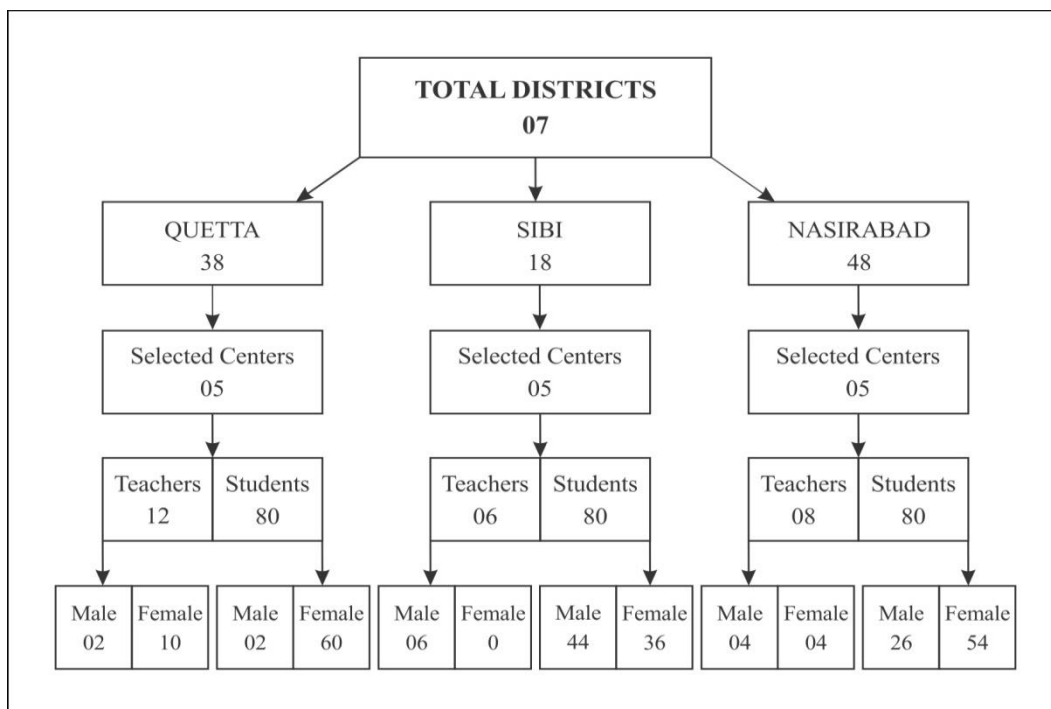 TOTAL DISTRICTS
07
QUETTA
38
SIBI
18
NASIRABAD
48
Selected Centers
05
Selected Centers
05
Selected Centers
05
Teachers
12
Students
80
Teachers
06
Students
80
Teachers
08
Students
80
Male
02
Female
10
Male
02
Female
60
Male
06
Female
0
Male
44
Female
36
Male
04
Female
04
Male
26
Female
54